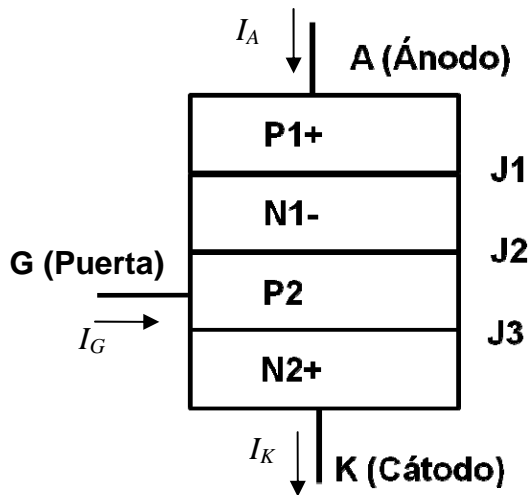 I_A
A (Ánodo)
P1+
J1
N1-
J2
G (Puerta)
P2
I_G
J3
N2+
I_K
K (Cátodo)